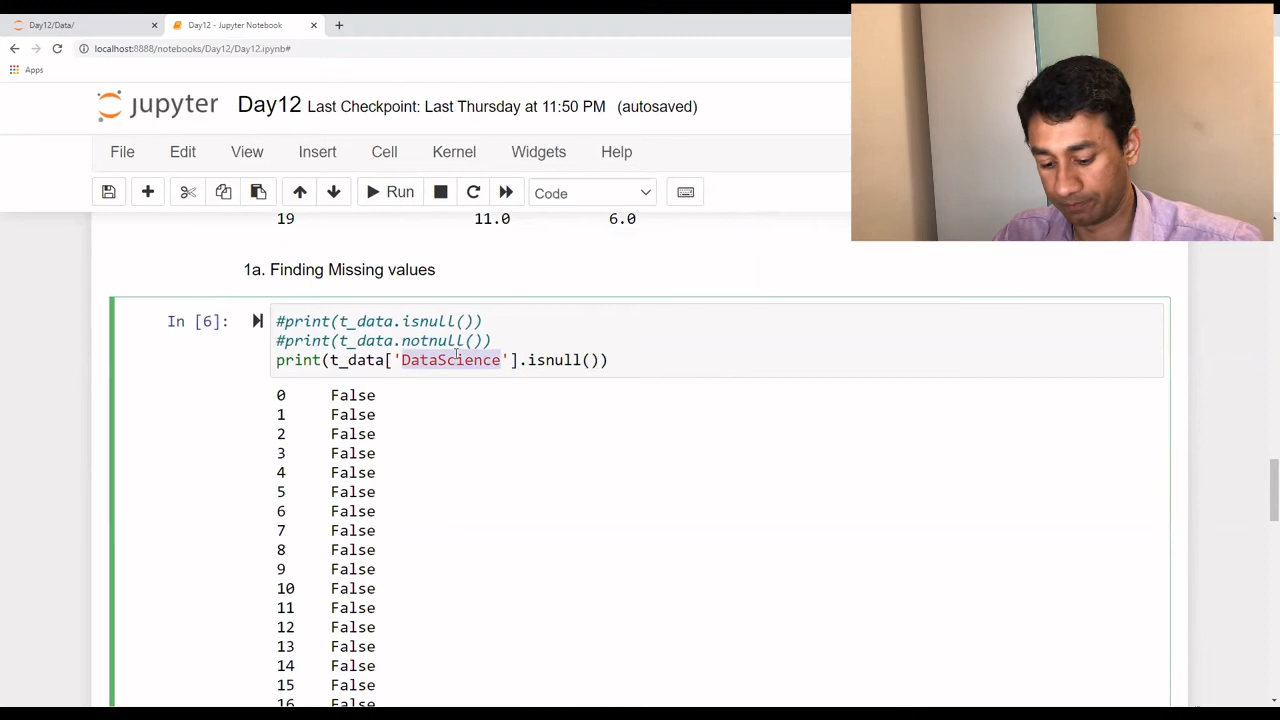 Day12/Data/
Day12 - Jupyter Notebook
localhost:8888/notebooks/Day12/Day12.ipynb#
Apps
jupyter Day12 Last Checkpoint: Last Thursday at 11:50 PM (autosaved)
File Edit View Insert Cell Kernel Widgets Help
Run Code
19 11.0 6.0
1a. Finding Missing values
In [6]: #print(t_data.isnull())
#print(t_data.notnull())
print(t_data['DataScience'].isnull())
0 False
1 False
2 False
3 False
4 False
5 False
6 False
7 False
8 False
9 False
10 False
11 False
12 False
13 False
14 False
15 False
16 False